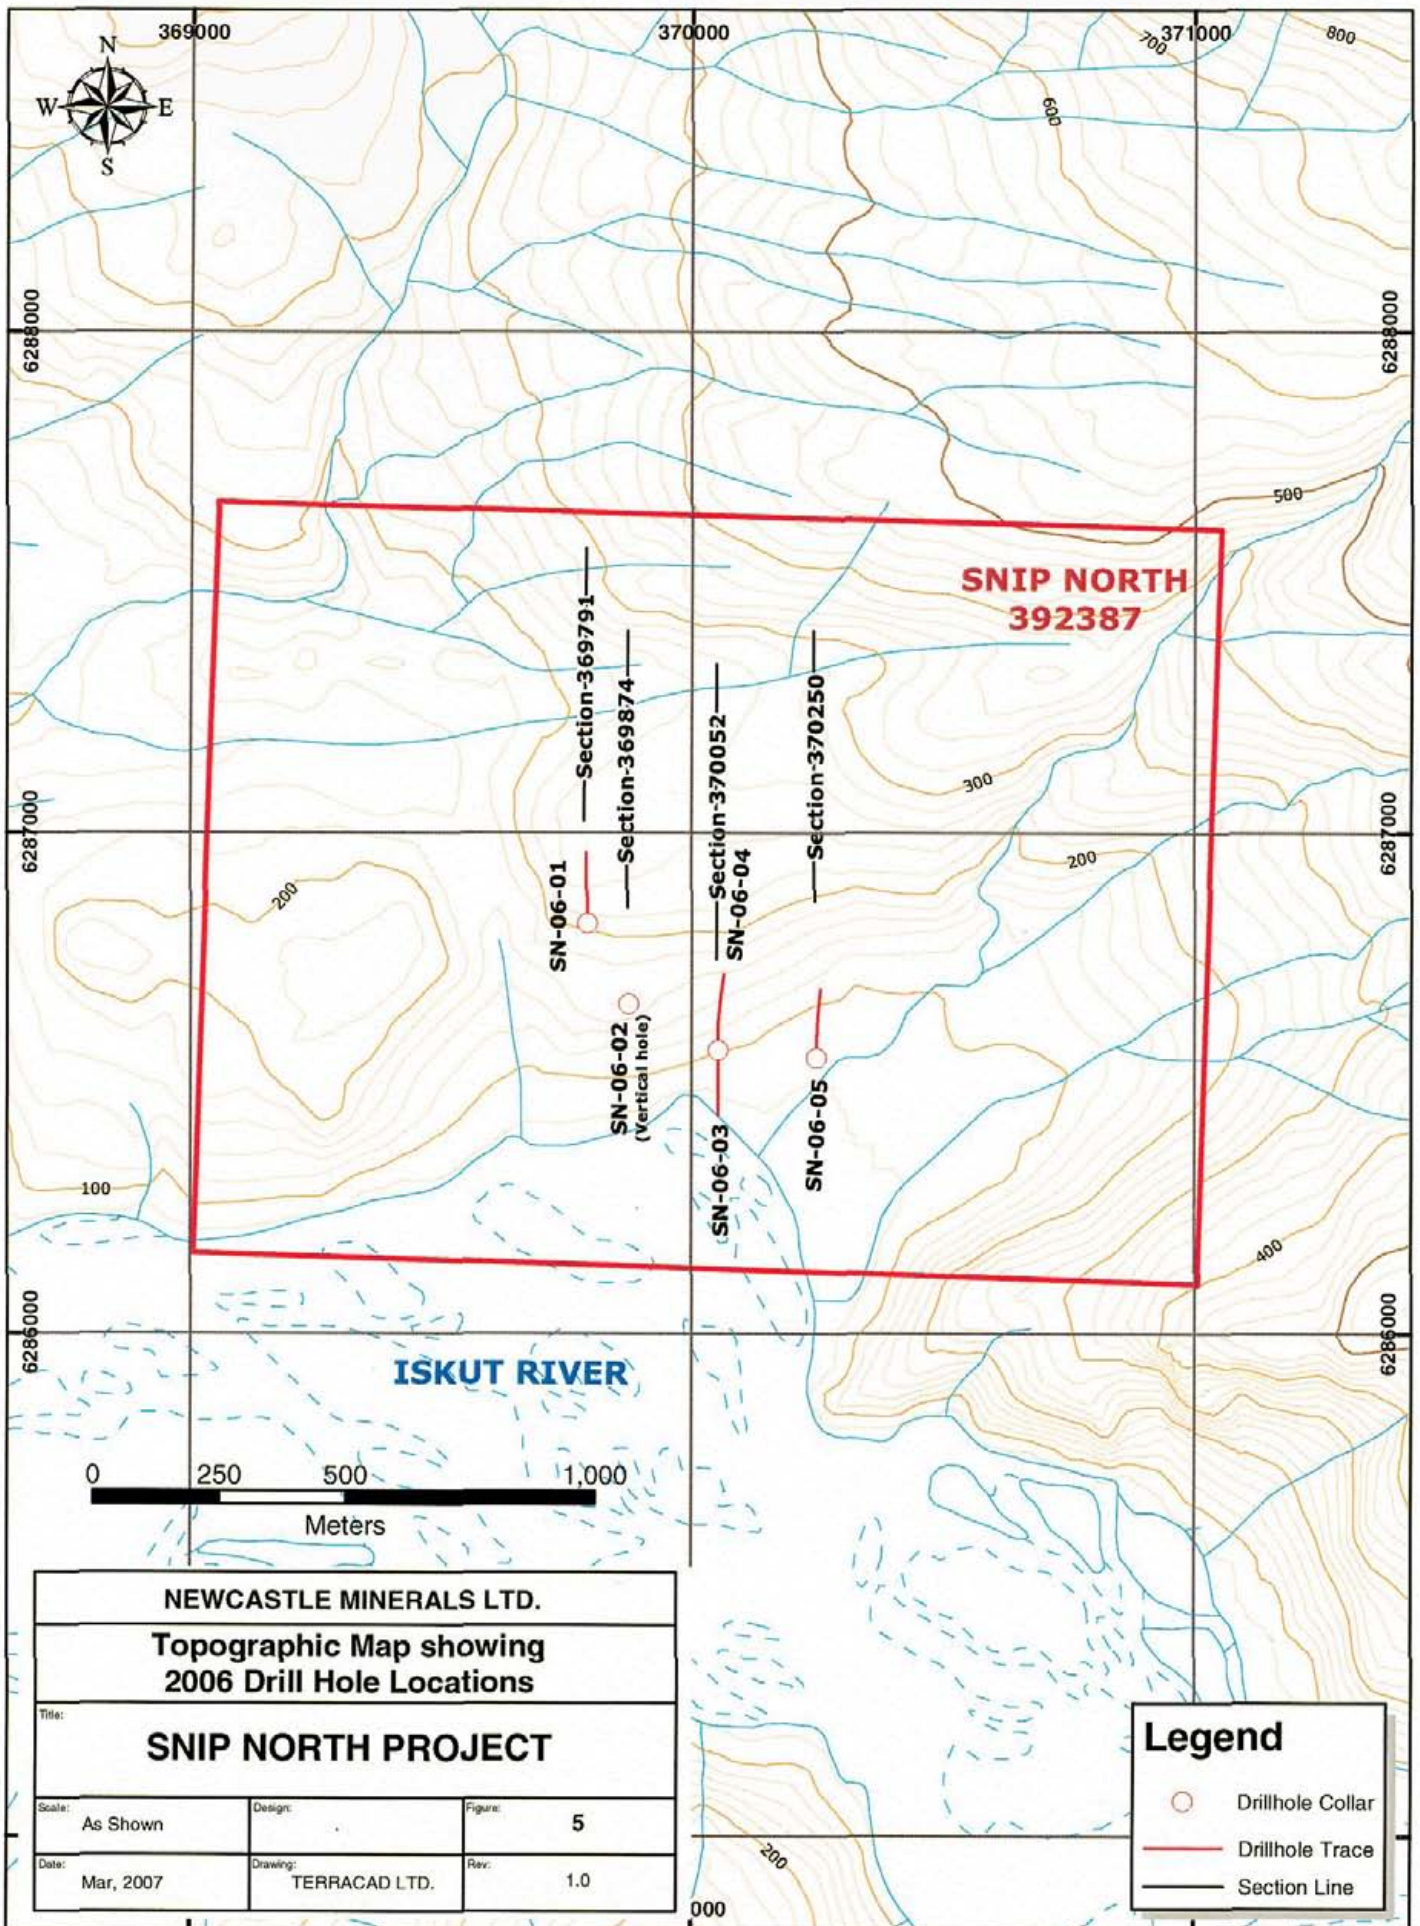 369000
370000
371000
700
800
600
N
W
E
S
6288000
6288000
500
SNIP NORTH
392387
Section 369791
Section 369874
Section 370052
Section 370250
300
6287000
6287000
200
200
SN-06-01
SN-06-04
SN-06-02
(Vertical hole)
SN-06-03
SN-06-05
100
400
6286000
6286000
ISKUT RIVER
0
250
500
1,000
Meters
NEWCASTLE MINERALS LTD.
Topographic Map showing
2006 Drill Hole Locations
Title:
SNIP NORTH PROJECT
Scale:
As Shown
Design:
Figure:
5
Date:
Mar, 2007
Drawing:
TERRACAD LTD.
Rev:
1.0
200
000
Legend
Drillhole Collar
Drillhole Trace
Section Line